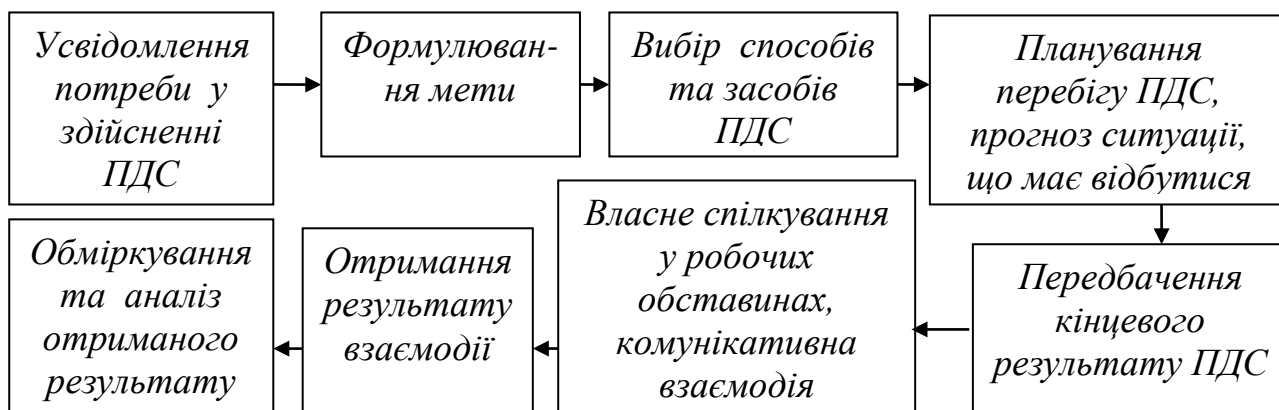 Усвідомлення
потреби у
здійсненні
ПДС
Формулюван-
ня мети
Вибір способів
та засобів
ПДС
Планування
перебігу ПДС,
прогноз ситуації,
що має відбутися
Передбачення
кінцевого
результату ПДС
Власне спілкування
у робочих
обставинах,
комунікативна
взаємодія
Отримання
результату
взаємодії
Обміркування
та аналіз
отриманого
результату